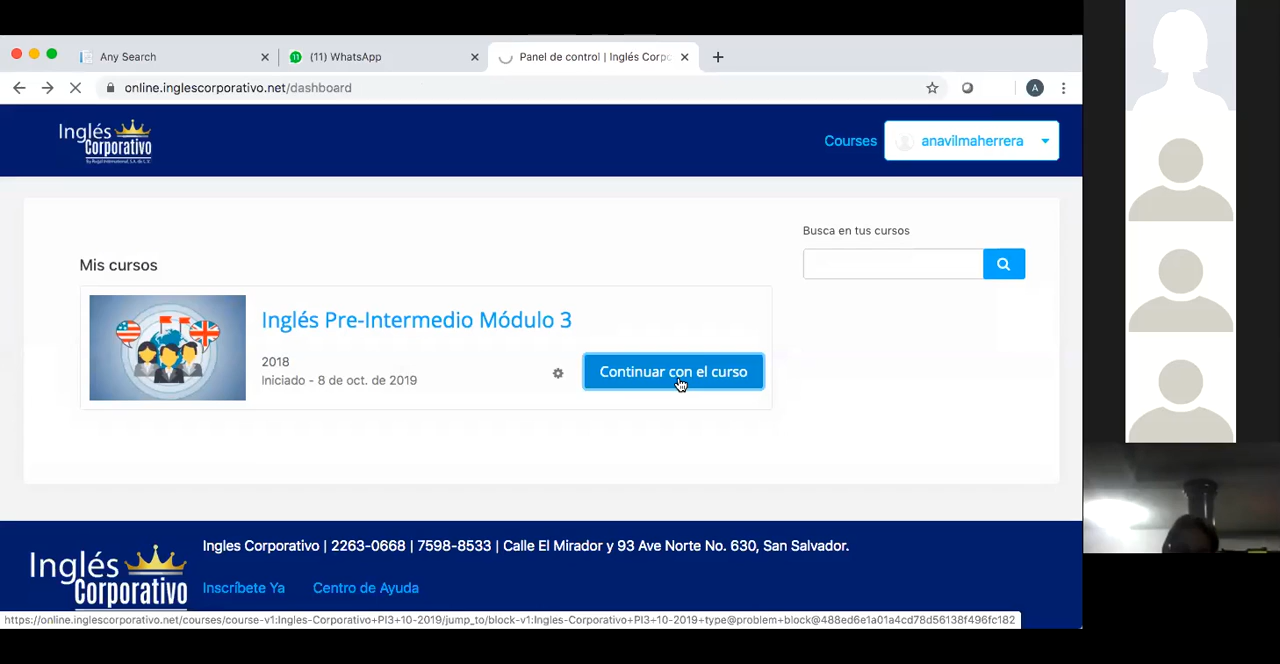 Any Search
(11) WhatsApp
Panel de control | Inglés Corpo
online.inglescorporativo.net/dashboard
A
Inglés
Corporativo
Courses
anavilmaherrera
Busca en tus cursos
Mis cursos
Inglés Pre-Intermedio Módulo 3
2018
Iniciado - 8 de oct. de 2019
Continuar con el curso
Inglés
Corporativo
Ingles Corporativo | 2263-0668 | 7598-8533 | Calle El Mirador y 93 Ave Norte No. 630, San Salvador.
Inscríbete Ya
Centro de Ayuda
https://online.inglescorporativo.net/courses/course-v1:Ingles-Corporativo+PI3+10-2019/jump_to/block-v1:Ingles-Corporativo+PI3+10-2019+type@problem+block@488ed6e1a01a4cd78d56138f496fc182